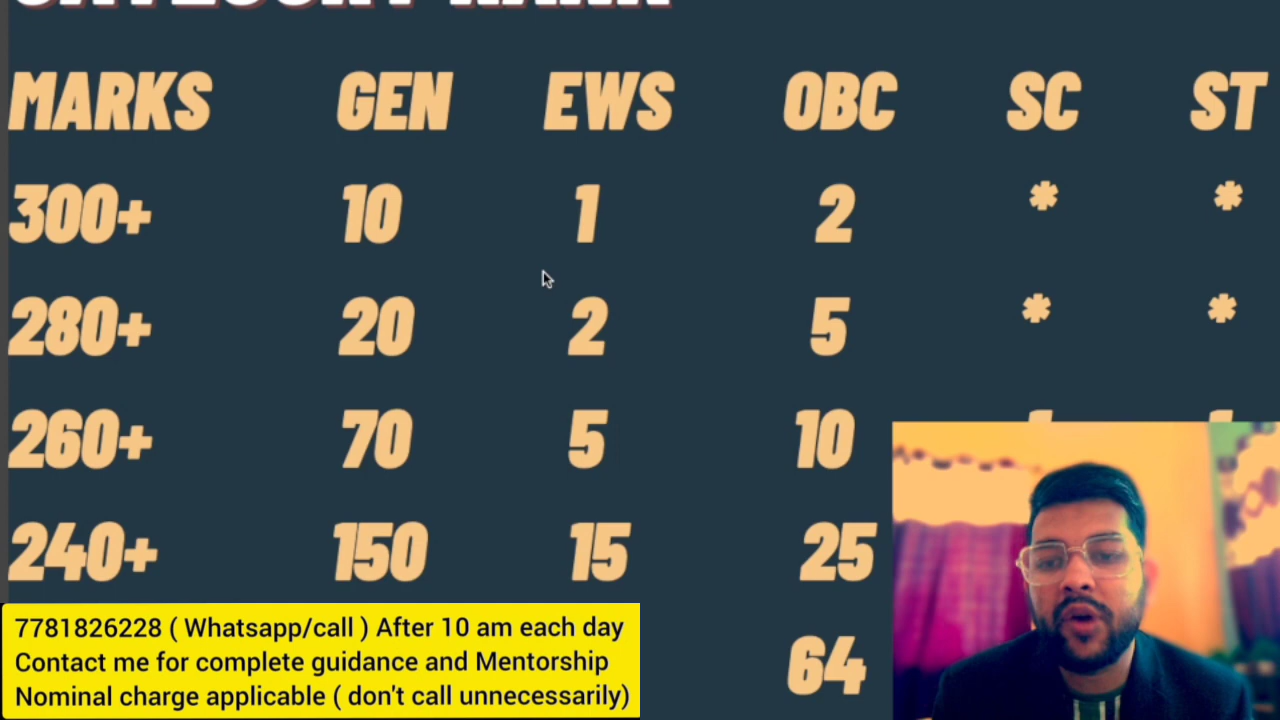 CATEGORY RANK
MARKS GEN EWS OBC SC ST
300+ 10 1 2 * *
280+ 20 2 5 * *
260+ 70 5 10
240+ 150 15 25
64
7781826228 ( Whatsapp/call ) After 10 am each day
Contact me for complete guidance and Mentorship
Nominal charge applicable ( don't call unnecessarily)